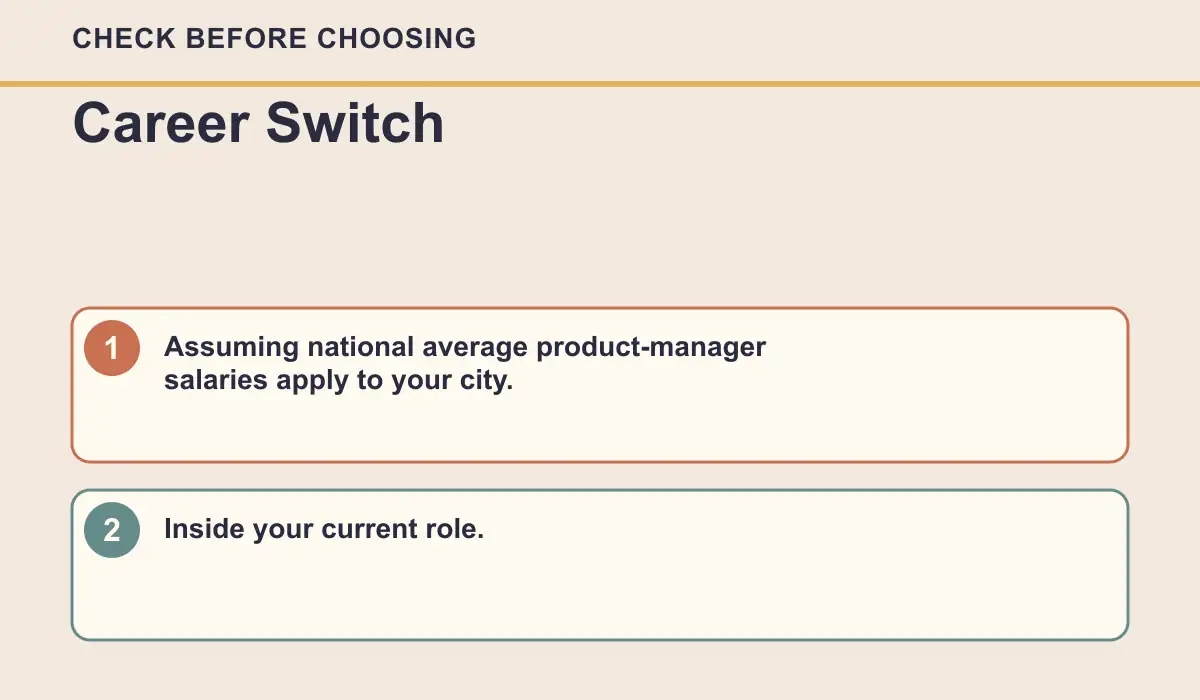 CHECK BEFORE CHOOSING
Career Switch
1
Assuming national average product-manager
salaries apply to your city.
2
Inside your current role.